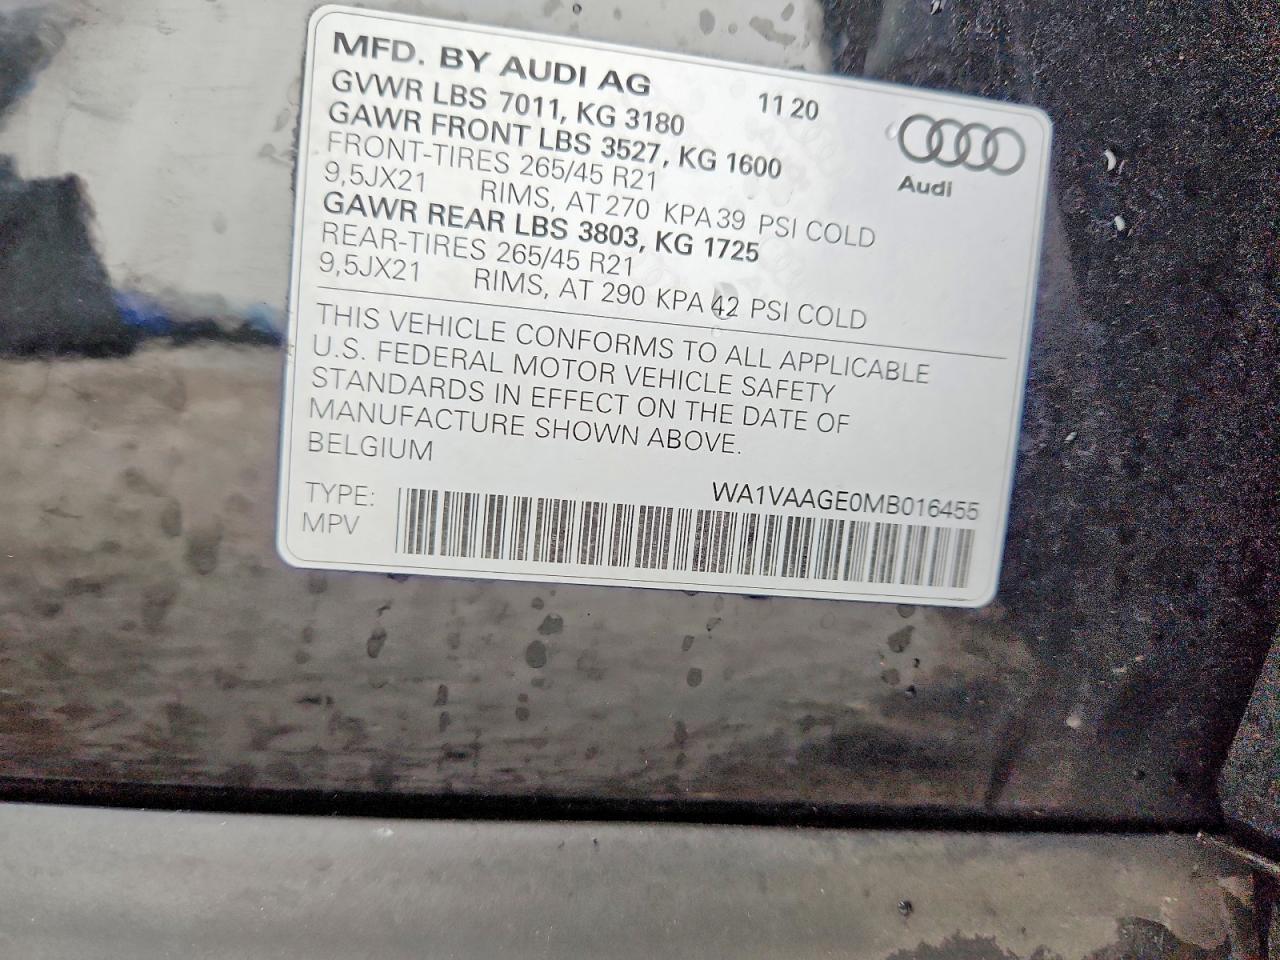 MFD. BY AUDI AG
11 20
GVWR LBS 7011, KG 3180
GAWR FRONT LBS 3527, KG 1600
FRONT-TIRES 265/45 R21
9,5JX21 RIMS, AT 270 KPA 39 PSI COLD
GAWR REAR LBS 3803, KG 1725
REAR-TIRES 265/45 R21
9,5JX21 RIMS, AT 290 KPA 42 PSI COLD
Audi
THIS VEHICLE CONFORMS TO ALL APPLICABLE
U.S. FEDERAL MOTOR VEHICLE SAFETY
STANDARDS IN EFFECT ON THE DATE OF
MANUFACTURE SHOWN ABOVE.
BELGIUM
WA1VAAGE0MB016455
TYPE:
MPV